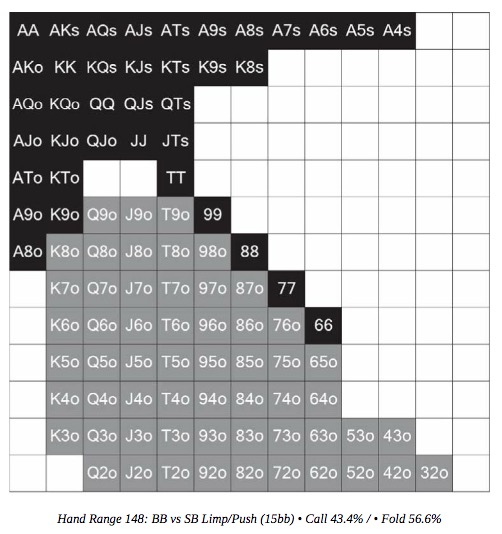 AA AKs AQs AJs ATs A9s A8s A7s A6s A5s A4s
AKo KK KQs KJs KTs K9s K8s
AQo KQo QQ QJs QTs
AJo KJo QJo JJ JTs
ATo KTo TT
A9o K9o Q9o J9o T9o 99
A8o K8o Q8o J8o T8o 98o 88
K7o Q7o J7o T7o 97o 87o 77
K6o Q6o J6o T6o 96o 86o 76o 66
K5o Q5o J5o T5o 95o 85o 75o 65o
K4o Q4o J4o T4o 94o 84o 74o 64o
K3o Q3o J3o T3o 93o 83o 73o 63o 53o 43o
Q2o J2o T2o 92o 82o 72o 62o 52o 42o 32o
Hand Range 148: BB vs SB Limp/Push (15bb) • Call 43.4% / • Fold 56.6%